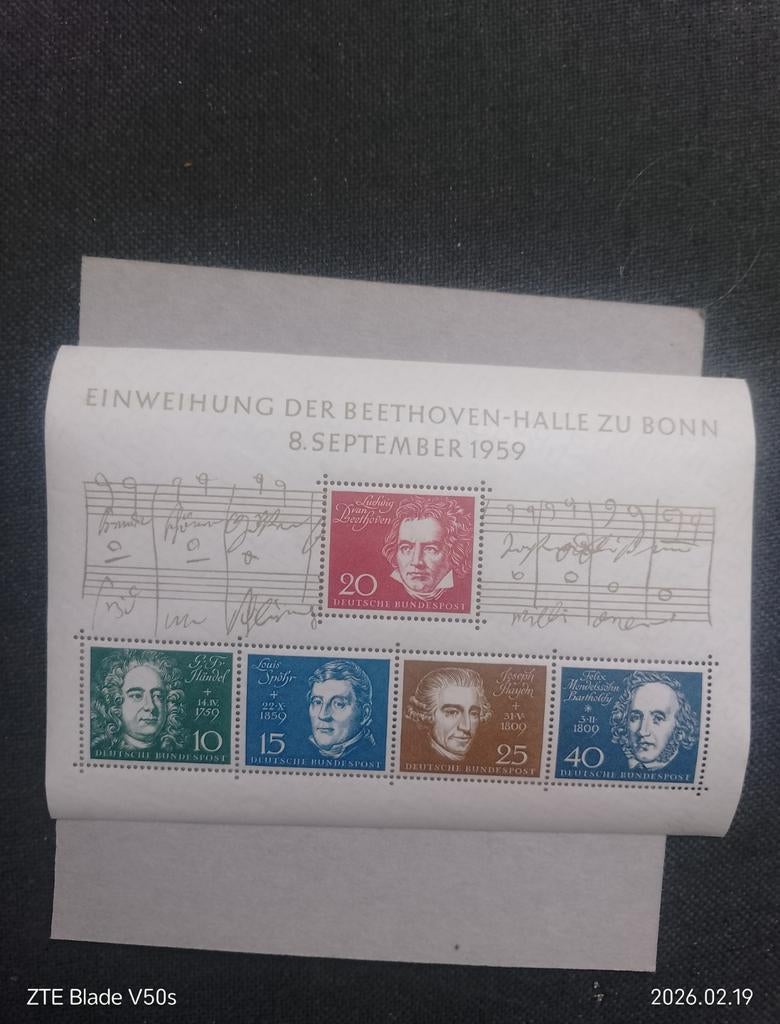 EINWEIHUNG DER BEETHOVEN-HALLE ZU BONN
8. SEPTEMBER 1959
Ludwig
van
Beethoven
20
DEUTSCHE BUNDESPOST
G. Fr.
Händel
+
14.IV.
1759
10
DEUTSCHE BUNDESPOST
Louis
Spohr
+
22·X·
1859
15
DEUTSCHE BUNDESPOST
Joseph
Haydn
+
31·V·
1809
25
DEUTSCHE BUNDESPOST
Felix
Mendelssohn
Bartholdy
3·II·
1809
40
DEUTSCHE BUNDESPOST
ZTE Blade V50s
2026.02.19